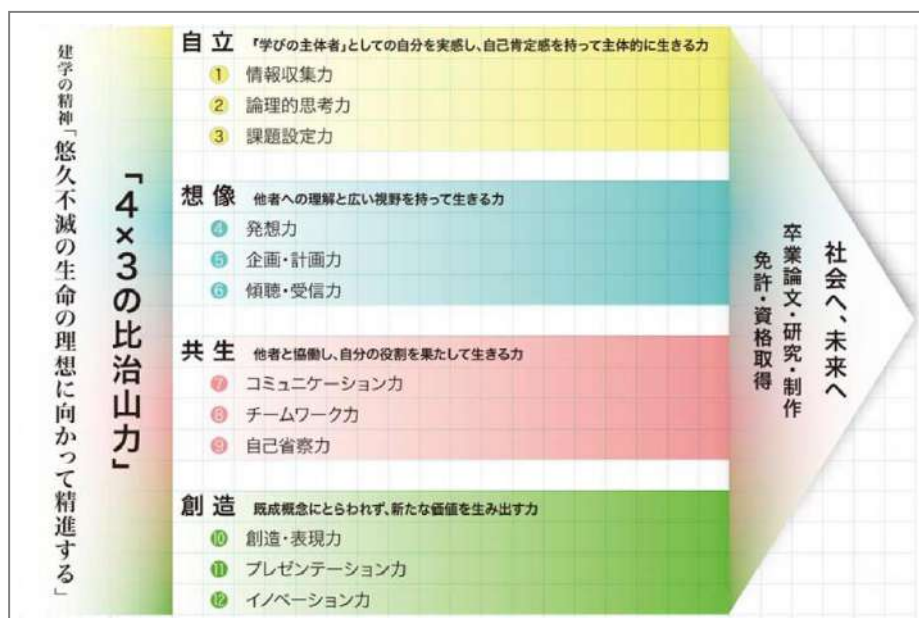 建学の精神「悠久不滅の生命の理想に向かって精進する」
「4×3の比治山力」
自立 「学びの主体者」としての自分を実感し、自己肯定感を持って主体的に生きる力
① 情報収集力
② 論理的思考力
③ 課題設定力
想像 他者への理解と広い視野を持って生きる力
④ 発想力
⑤ 企画・計画力
⑥ 傾聴・受信力
共生 他者と協働し、自分の役割を果たして生きる力
⑦ コミュニケーション力
⑧ チームワーク力
⑨ 自己省察力
創造 既成概念にとらわれず、新たな価値を生み出す力
⑩ 創造・表現力
⑪ プレゼンテーション力
⑫ イノベーション力
社会へ、未来へ
卒業論文・研究・制作
免許・資格取得